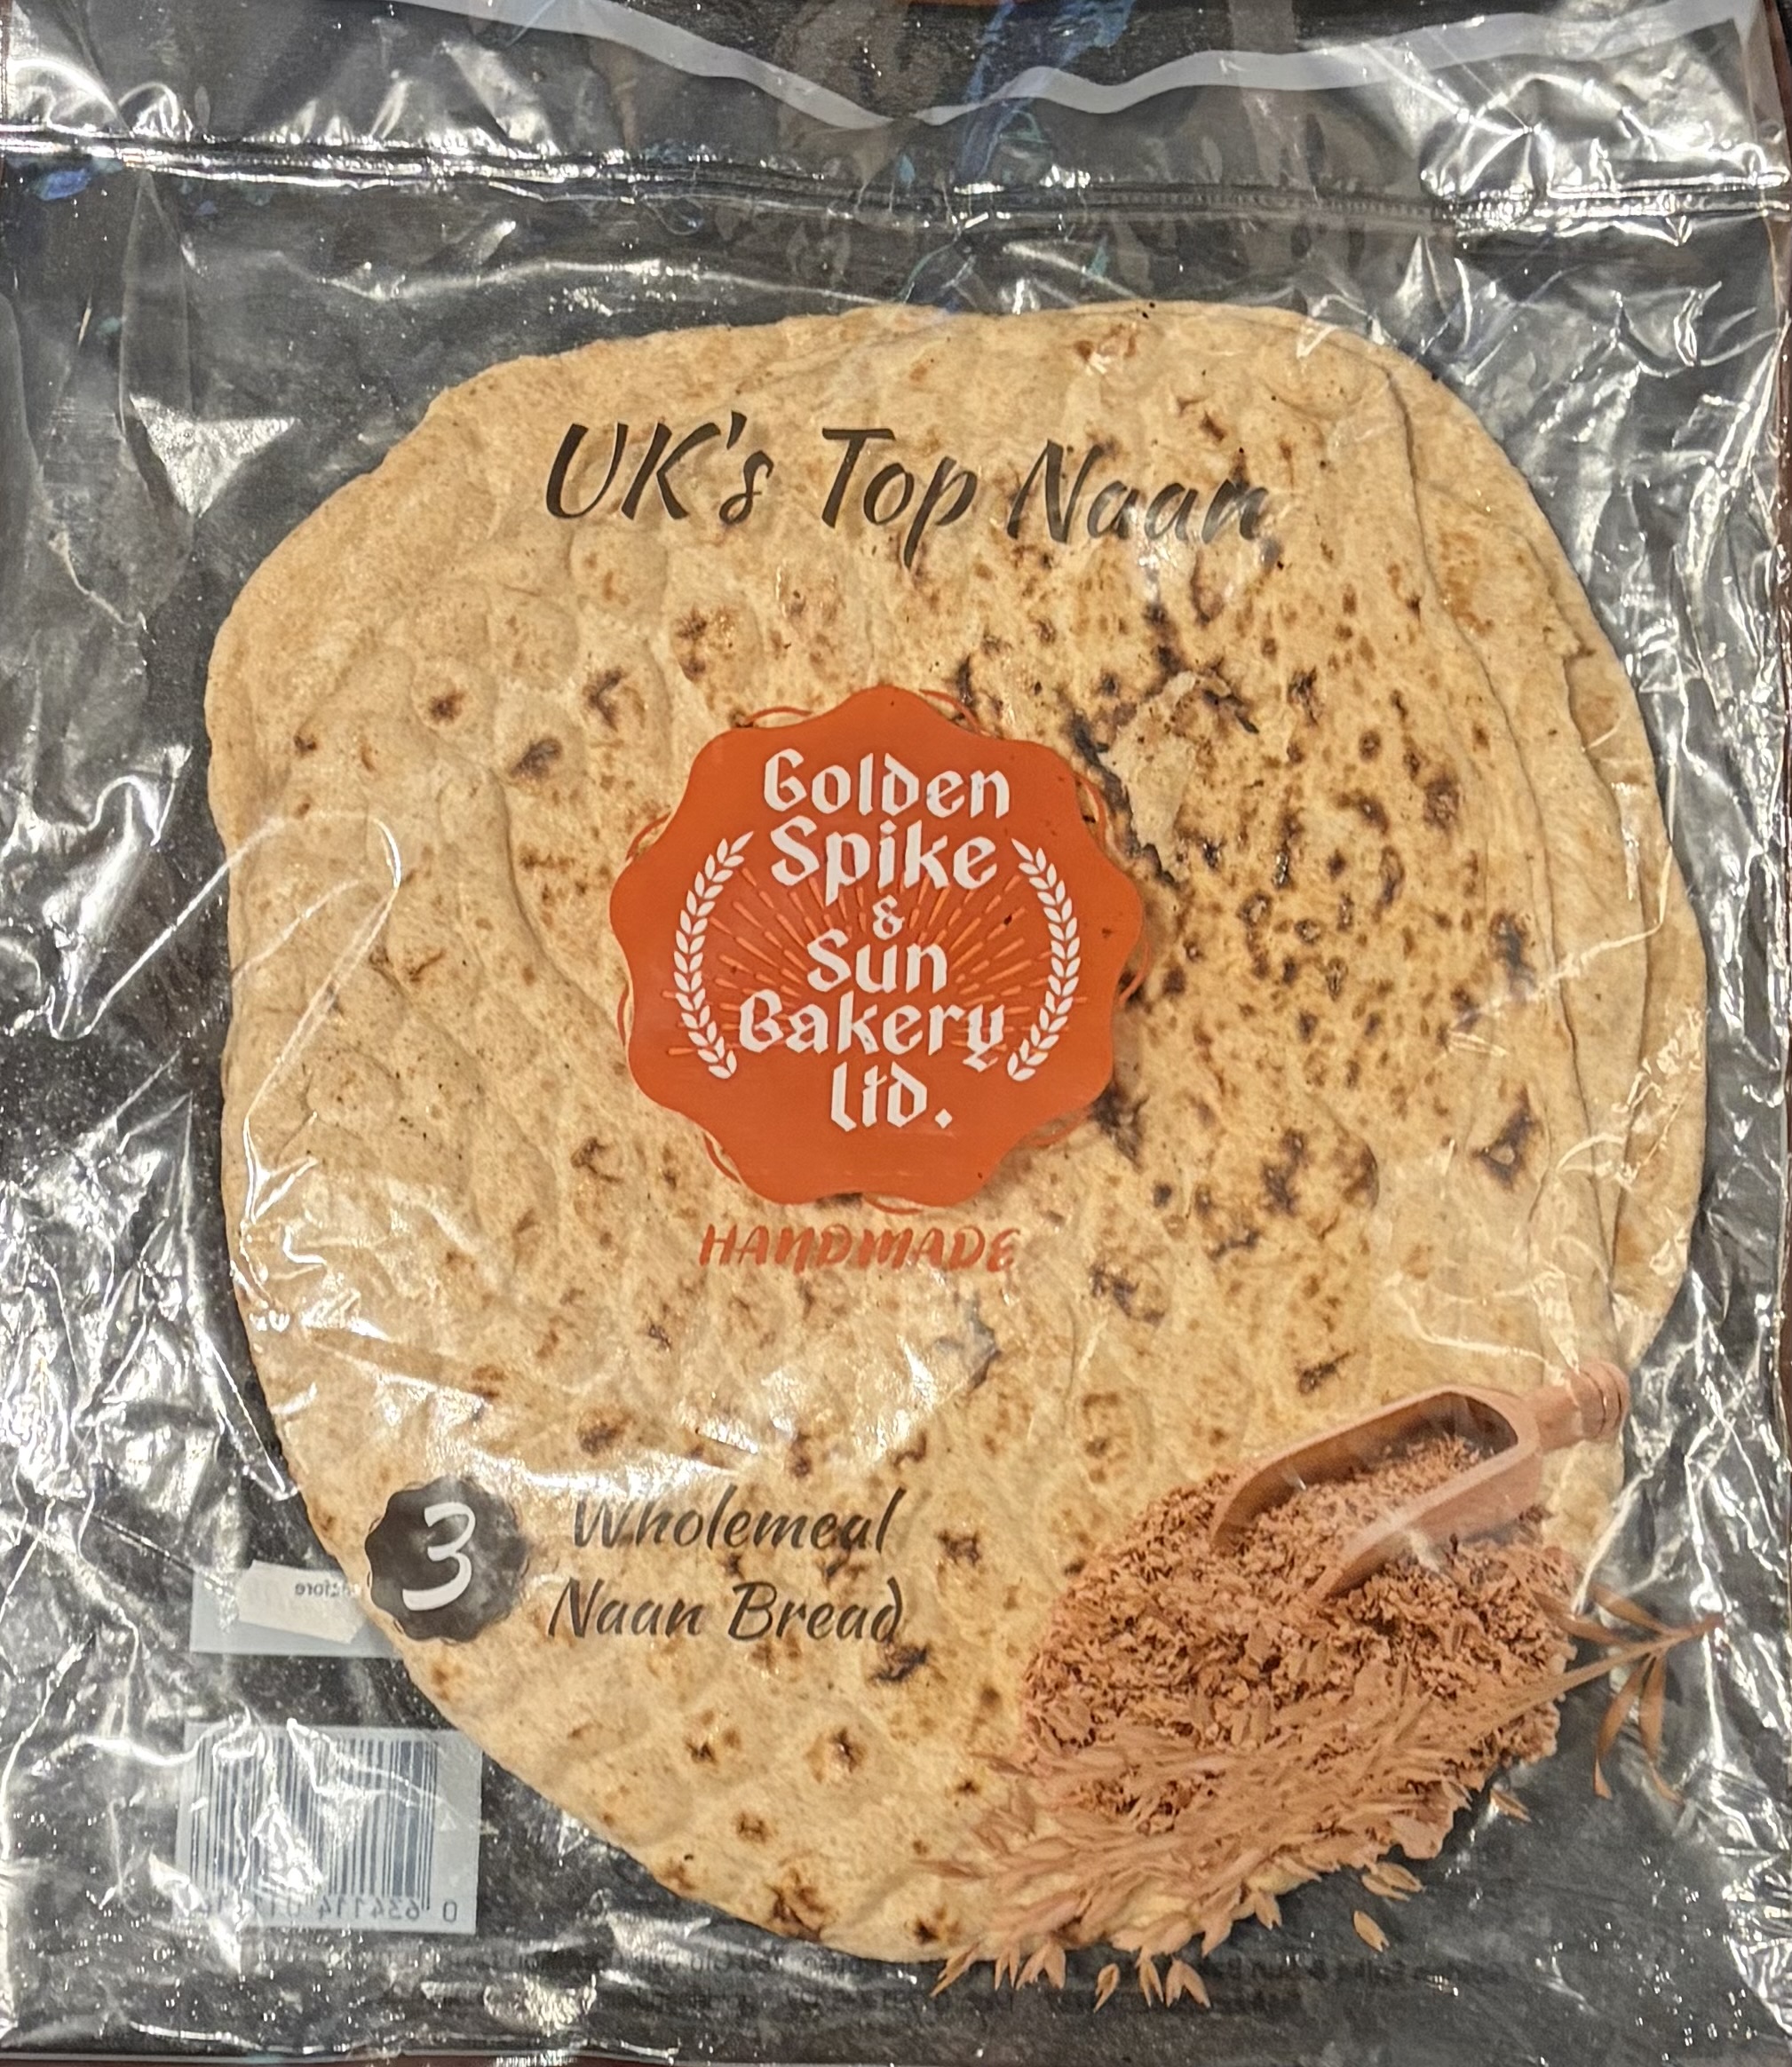 UK's Top Naan
Golden
Spike
&
Sun
Bakery
Ltd.
HANDMADE
3
Wholemeal
Naan Bread